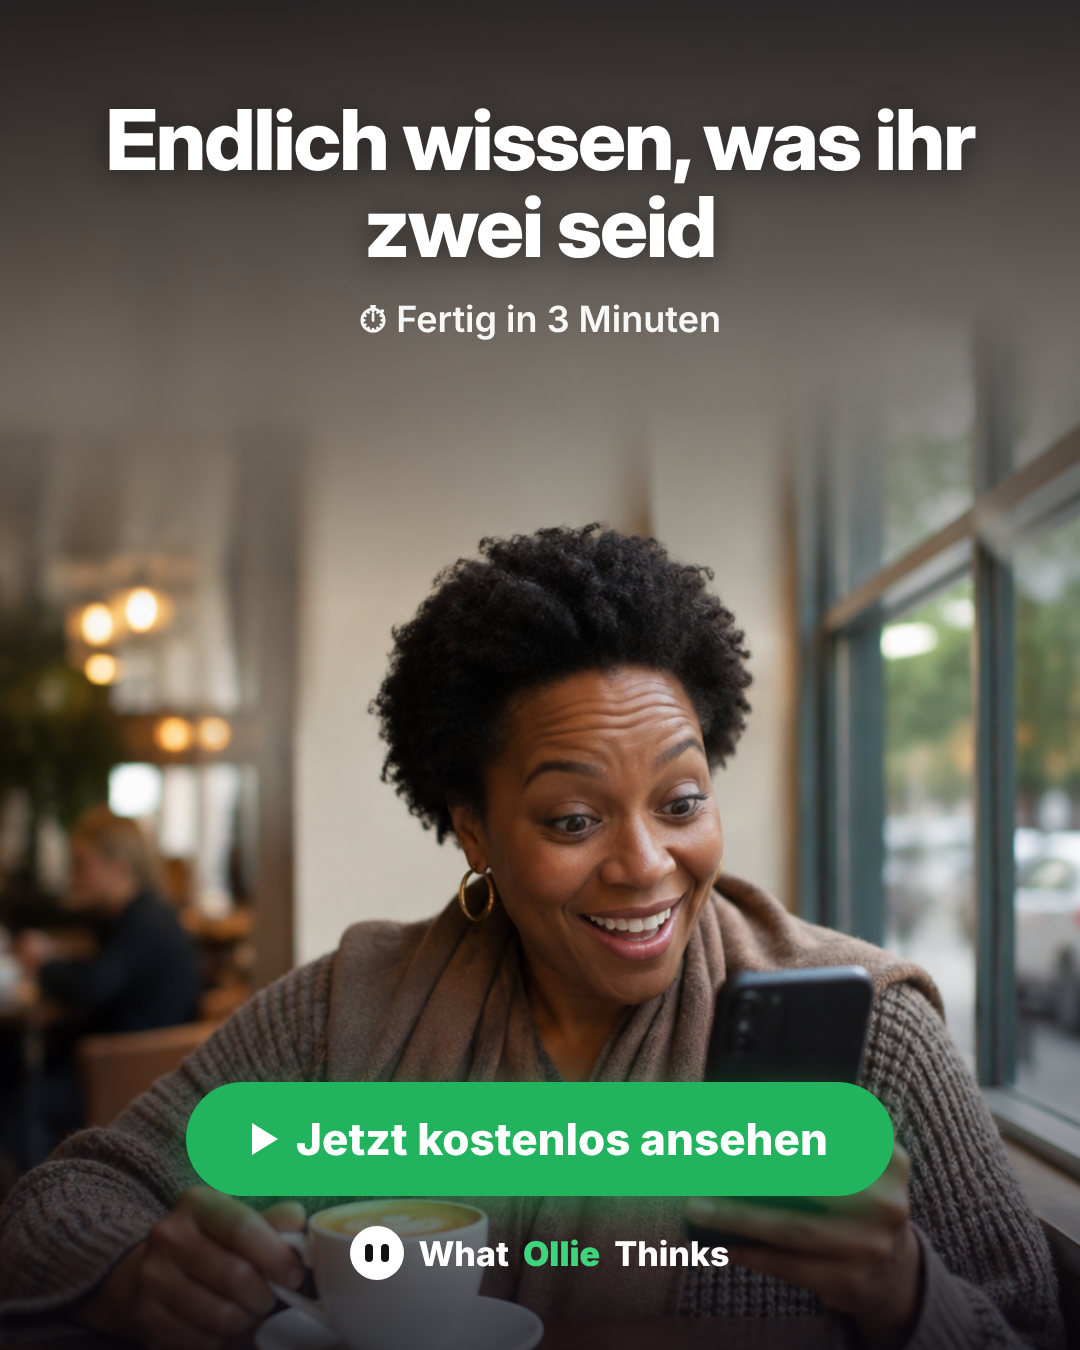 Endlich wissen, was ihr
zwei seid
⏱ Fertig in 3 Minuten
▶ Jetzt kostenlos ansehen
What Ollie Thinks